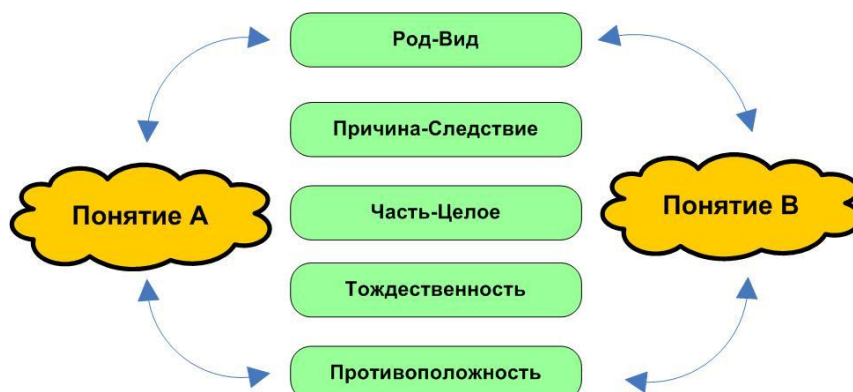 Род-Вид
Причина-Следствие
Понятие А
Часть-Целое
Понятие В
Тождественность
Противоположность